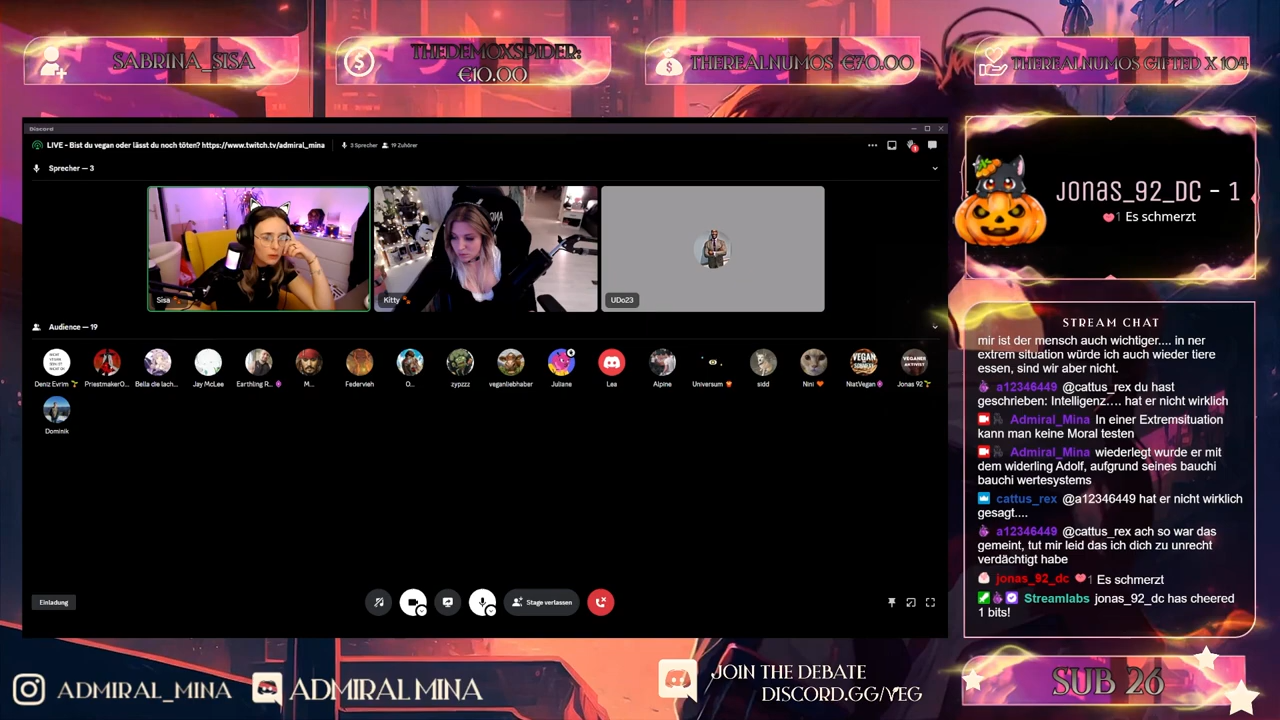 SABRINA_SISA
THEDEMOXSPIDER:
€10.00
THEREALNUMOS €70.00
THEREALNUMOS GIFTED X 104
Discord
LIVE - Bist du vegan oder lässt du noch töten? https://www.twitch.tv/admiral_mina
3 Sprecher 19 Zuhörer
Sprecher — 3
Sisa
Kitty
UDo23
Audience — 19
Deniz Evrim
PriestmakerO...
Bella die lach...
Jay McLee
Earthling R...
M...
Federvieh
O...
zypzzz
veganliebhaber
Juliane
Lea
Alpine
Universum
sidd
Nini
NiatVegan
Jonas 92
Dominik
Einladung
Stage verlassen
Jonas_92_DC - 1
1 Es schmerzt
STREAM CHAT
mir ist der mensch auch wichtiger.... in ner
extrem situation würde ich auch wieder tiere
essen, sind wir aber nicht.
a12346449 @cattus_rex du hast
geschrieben: Intelligenz…. hat er nicht wirklich
Admiral_Mina In einer Extremsituation
kann man keine Moral testen
Admiral_Mina wiederlegt wurde er mit
dem widerling Adolf, aufgrund seines bauchi
bauchi wertesystems
cattus_rex @a12346449 hat er nicht wirklich
gesagt....
a12346449 @cattus_rex ach so war das
gemeint, tut mir leid das ich dich zu unrecht
verdächtigt habe
jonas_92_dc 1 Es schmerzt
Streamlabs jonas_92_dc has cheered
1 bits!
ADMIRAL_MINA
ADMIRAL MINA
JOIN THE DEBATE
DISCORD.GG/VEG
SUB 26